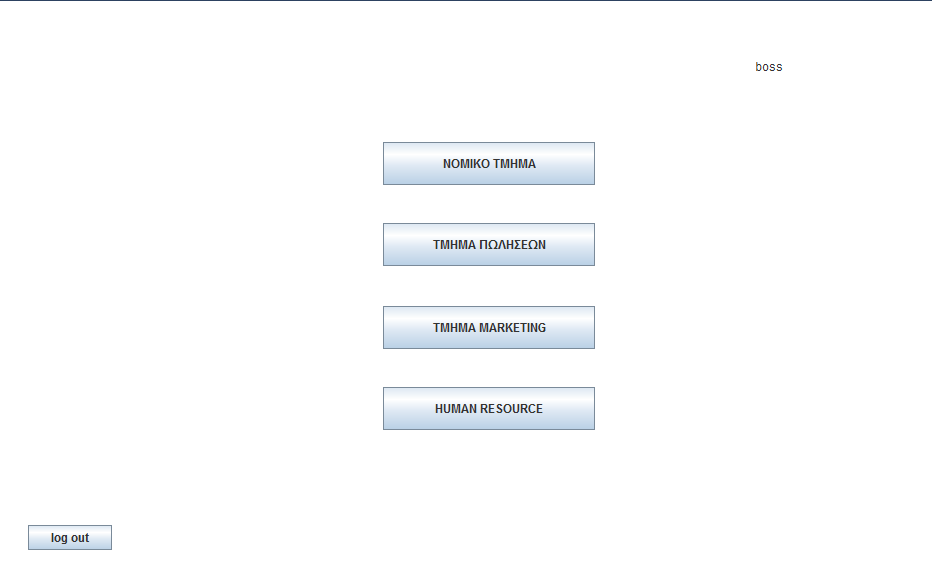 boss
ΝΟΜΙΚΟ ΤΜΗΜΑ
ΤΜΗΜΑ ΠΩΛΗΣΕΩΝ
ΤΜΗΜΑ MARKETING
HUMAN RESOURCE
log out